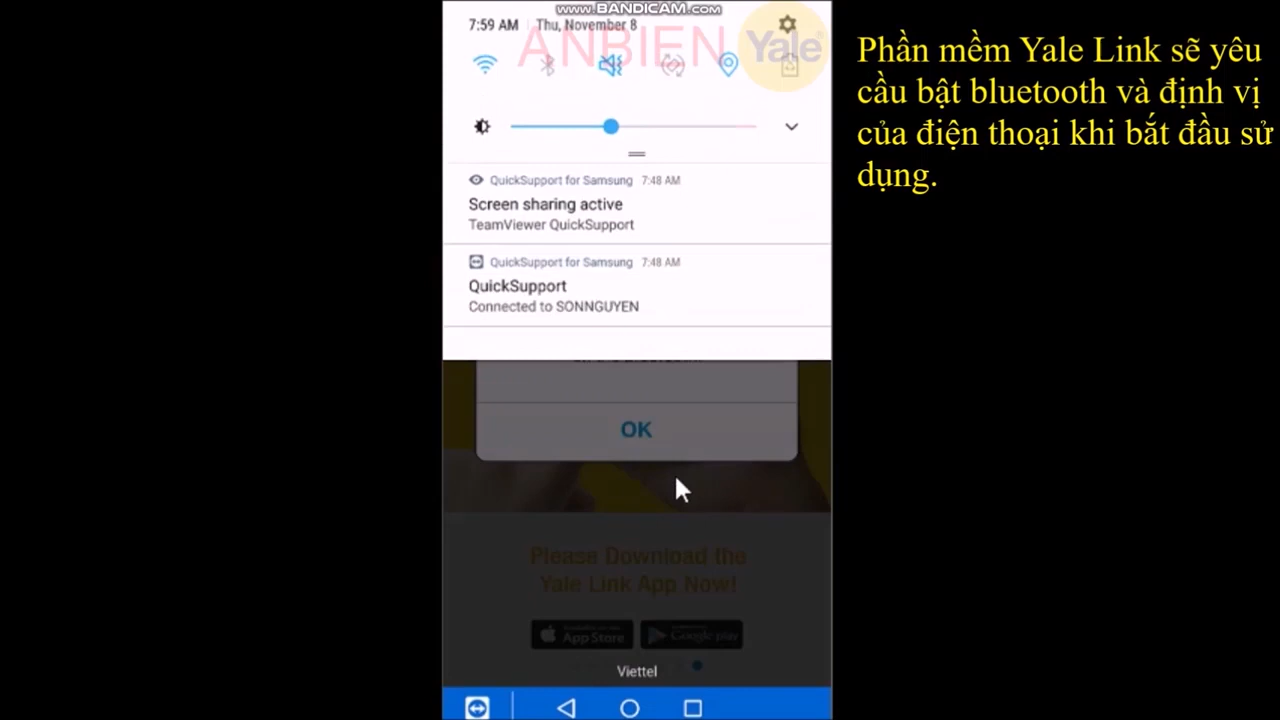 www.BANDICAM.com
7:59 AM Thu, November 8
ANBIEN Yale
Phần mềm Yale Link sẽ yêu
cầu bật bluetooth và định vị
của điện thoại khi bắt đầu sử
dụng.
QuickSupport for Samsung 7:48 AM
Screen sharing active
TeamViewer QuickSupport
QuickSupport for Samsung 7:48 AM
QuickSupport
Connected to SONNGUYEN
OK
Please Download the
Yale Link App Now!
App Store
Google play
Viettel